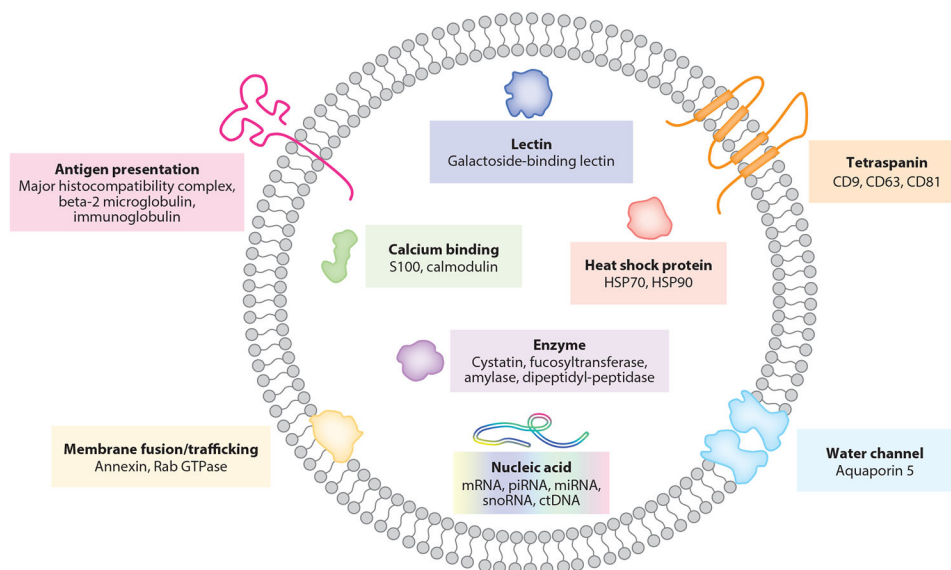 Lectin
Galactoside-binding lectin
Antigen presentation
Major histocompatibility complex,
beta-2 microglobulin,
immunoglobulin
Tetraspanin
CD9, CD63, CD81
Calcium binding
S100, calmodulin
Heat shock protein
HSP70, HSP90
Enzyme
Cystatin, fucosyltransferase,
amylase, dipeptidyl-peptidase
Membrane fusion/trafficking
Annexin, Rab GTPase
Nucleic acid
mRNA, piRNA, miRNA,
snoRNA, ctDNA
Water channel
Aquaporin 5